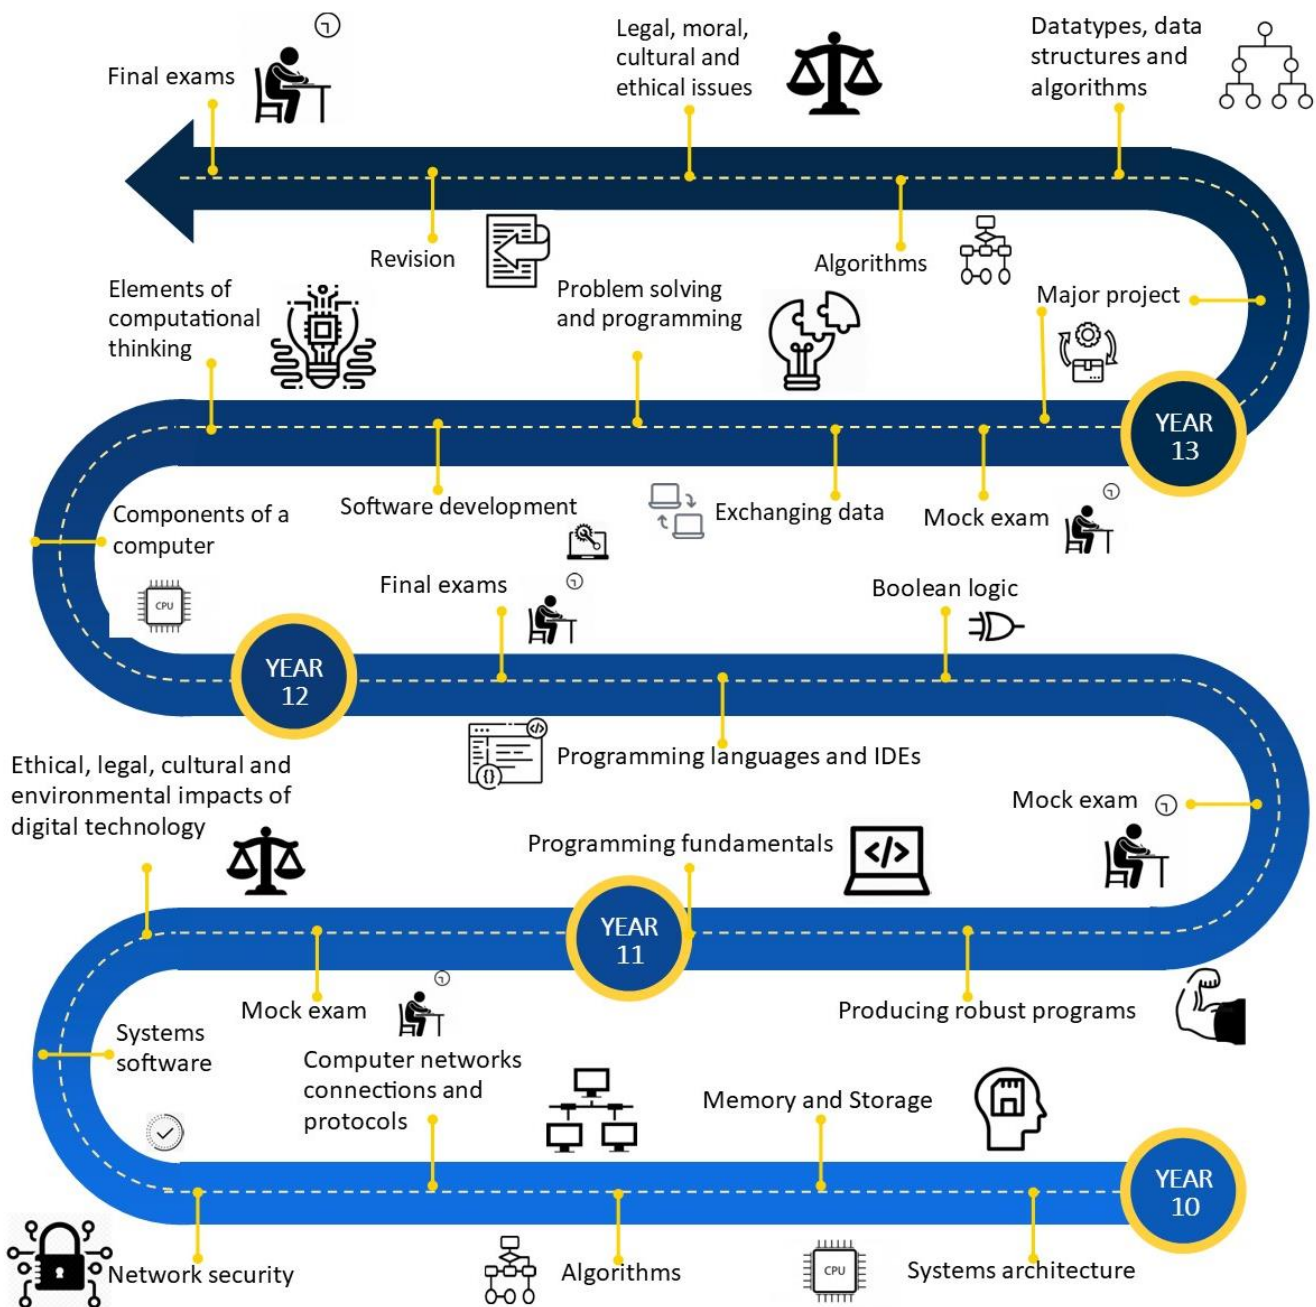 Final exams
Legal, moral,
cultural and
ethical issues
Datatypes, data
structures and
algorithms
Revision
Algorithms
Elements of
computational
thinking
Problem solving
and programming
Major project
YEAR
13
Components of a
computer
Software development
Exchanging data
Mock exam
CPU
Final exams
Boolean logic
YEAR
12
Programming languages and IDEs
Ethical, legal, cultural and
environmental impacts of
digital technology
Mock exam
Programming fundamentals
</>
YEAR
11
Mock exam
Producing robust programs
Systems
software
Computer networks
connections and
protocols
Memory and Storage
YEAR
10
Network security
Algorithms
CPU
Systems architecture